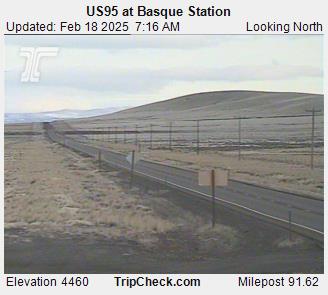 US95 at Basque Station
Updated: Feb 18 2025 7:16 AM Looking North
Elevation 4460 TripCheck.com Milepost 91.62